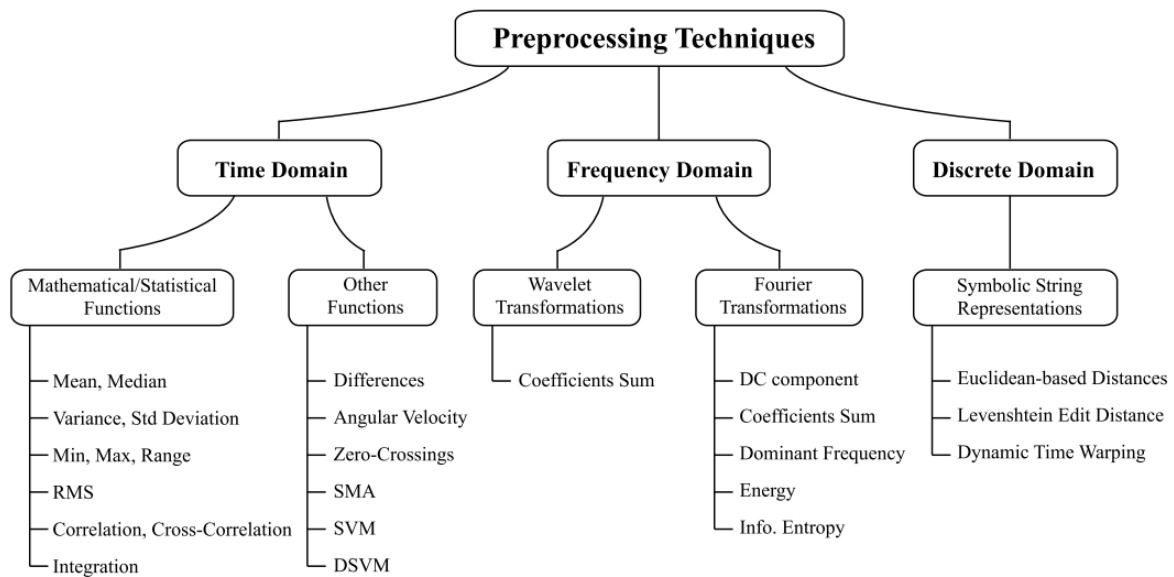 Preprocessing Techniques
Time Domain
Frequency Domain
Discrete Domain
Mathematical/Statistical
Functions
Other
Functions
Wavelet
Transformations
Fourier
Transformations
Symbolic String
Representations
Mean, Median
Variance, Std Deviation
Min, Max, Range
RMS
Correlation, Cross-Correlation
Integration
Differences
Angular Velocity
Zero-Crossings
SMA
SVM
DSVM
Coefficients Sum
DC component
Coefficients Sum
Dominant Frequency
Energy
Info. Entropy
Euclidean-based Distances
Levenshtein Edit Distance
Dynamic Time Warping